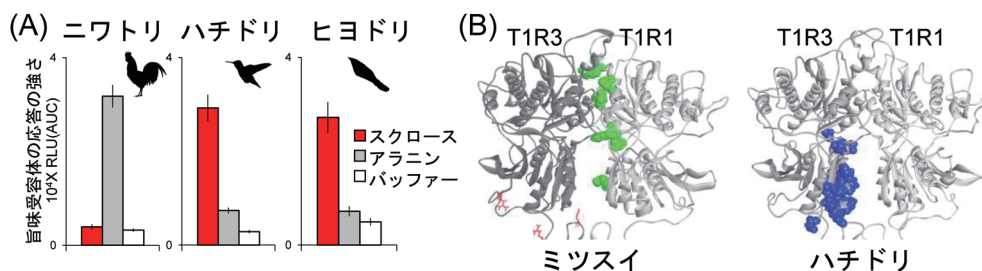 (A)
ニワトリ ハチドリ ヒヨドリ
旨味受容体の応答の強さ
10⁴X RLU(AUC)
4 4 4
0 0 0
スクロース
アラニン
バッファー
(B)
T1R3 T1R1 T1R3 T1R1
ミツスイ ハチドリ